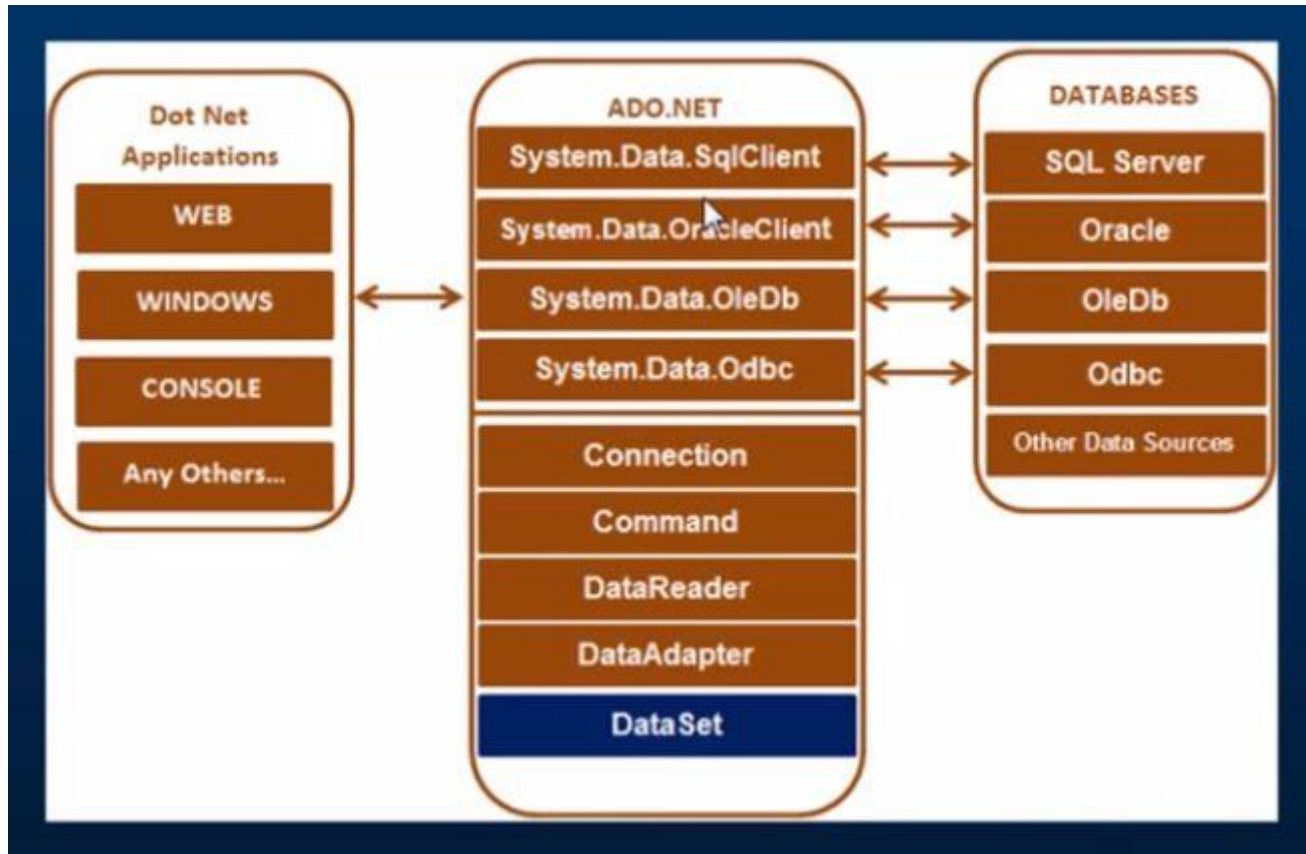 Dot Net
Applications
WEB
WINDOWS
CONSOLE
Any Others...
ADO.NET
System.Data.SqlClient
System.Data.OracleClient
System.Data.OleDb
System.Data.Odbc
Connection
Command
DataReader
DataAdapter
DataSet
DATABASES
SQL Server
Oracle
OleDb
Odbc
Other Data Sources